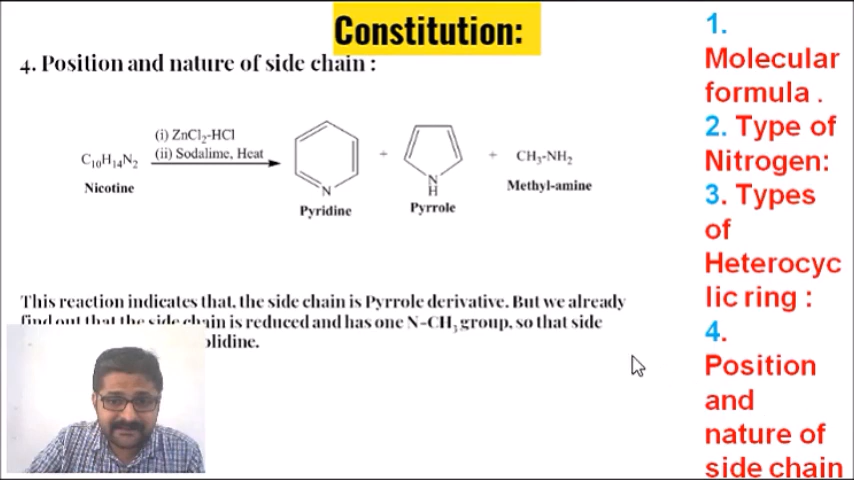 Constitution:
4. Position and nature of side chain :
C10H14N2
Nicotine
(i) ZnCl2-HCl
(ii) Sodalime, Heat
N
Pyridine
+
N
H
Pyrrole
+
CH3-NH2
Methyl-amine
This reaction indicates that, the side chain is Pyrrole derivative. But we already
find out that the side chain is reduced and has one N-CH3 group, so that side
olidine.
1.
Molecular
formula .
2. Type of
Nitrogen:
3. Types
of
Heterocyc
lic ring :
4.
Position
and
nature of
side chain